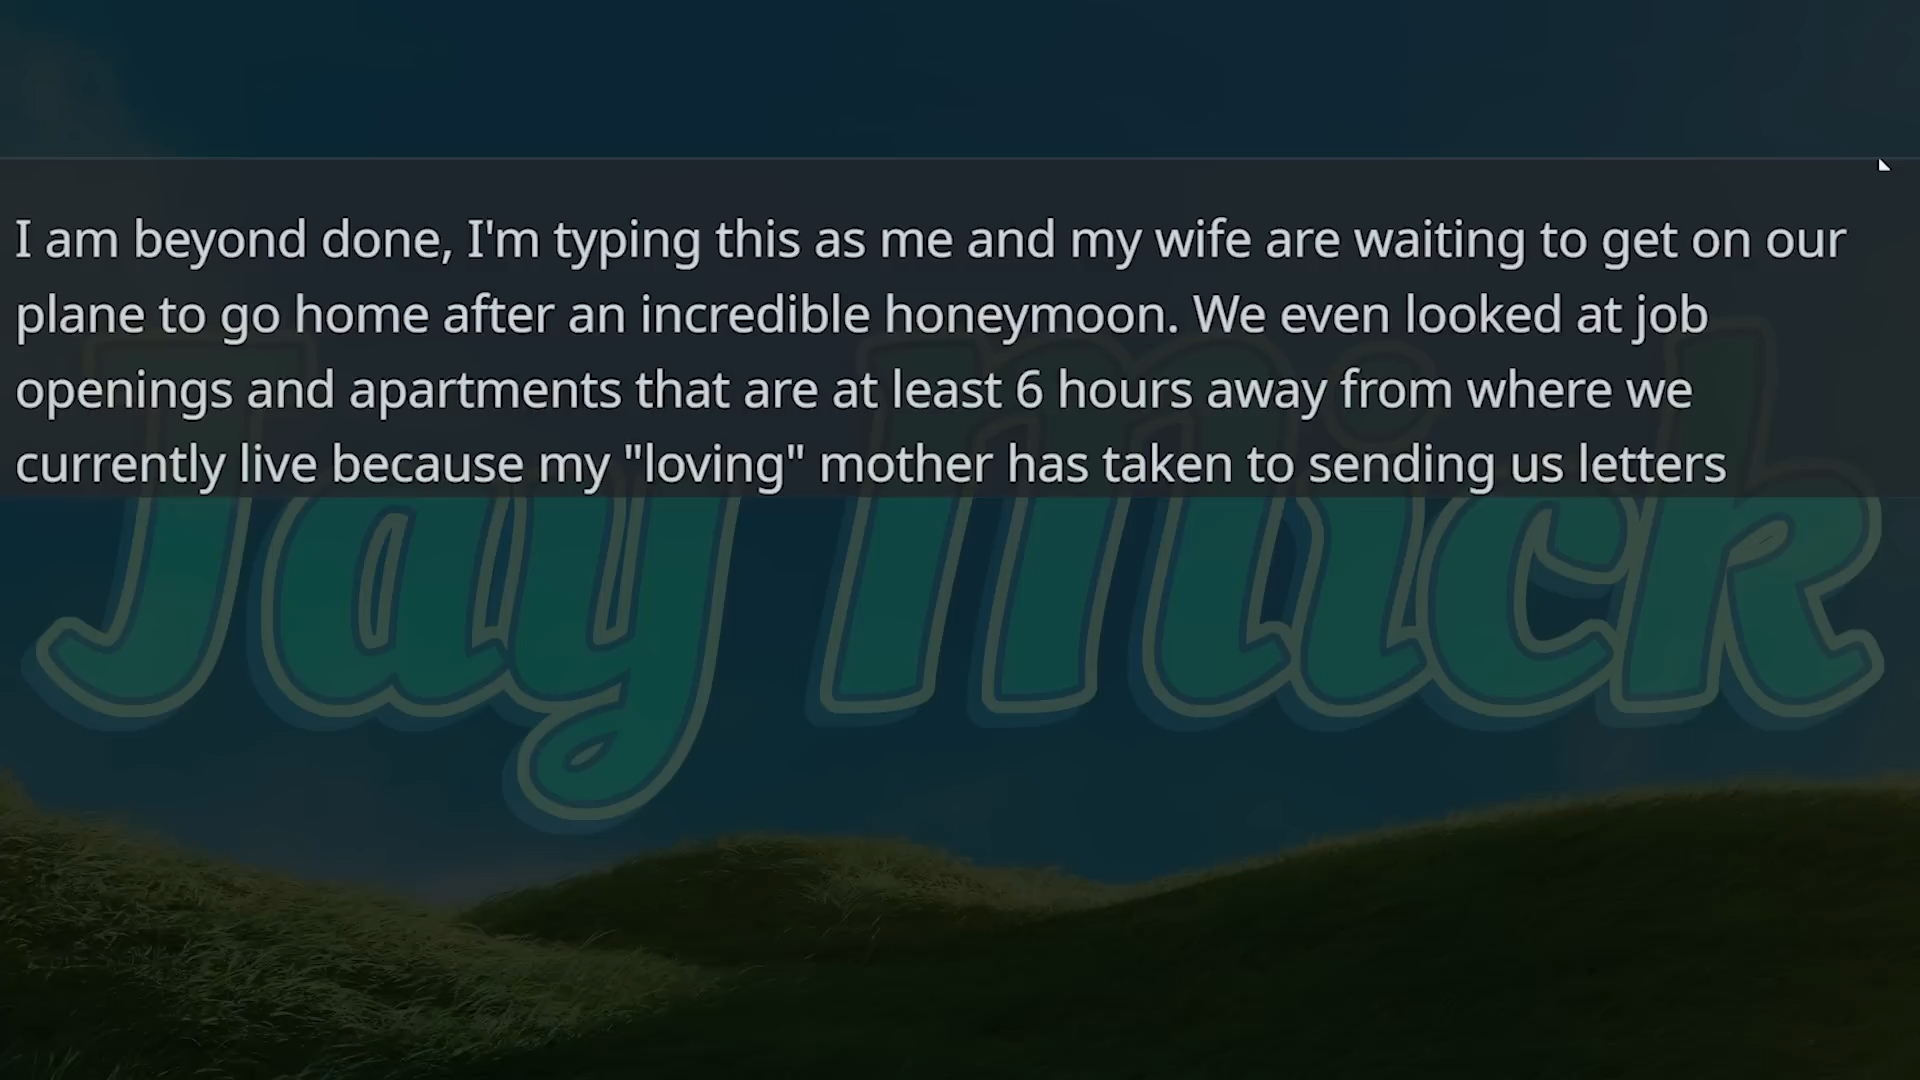 I am beyond done, I'm typing this as me and my wife are waiting to get on our
plane to go home after an incredible honeymoon. We even looked at job
openings and apartments that are at least 6 hours away from where we
currently live because my "loving" mother has taken to sending us letters
Jay Mick